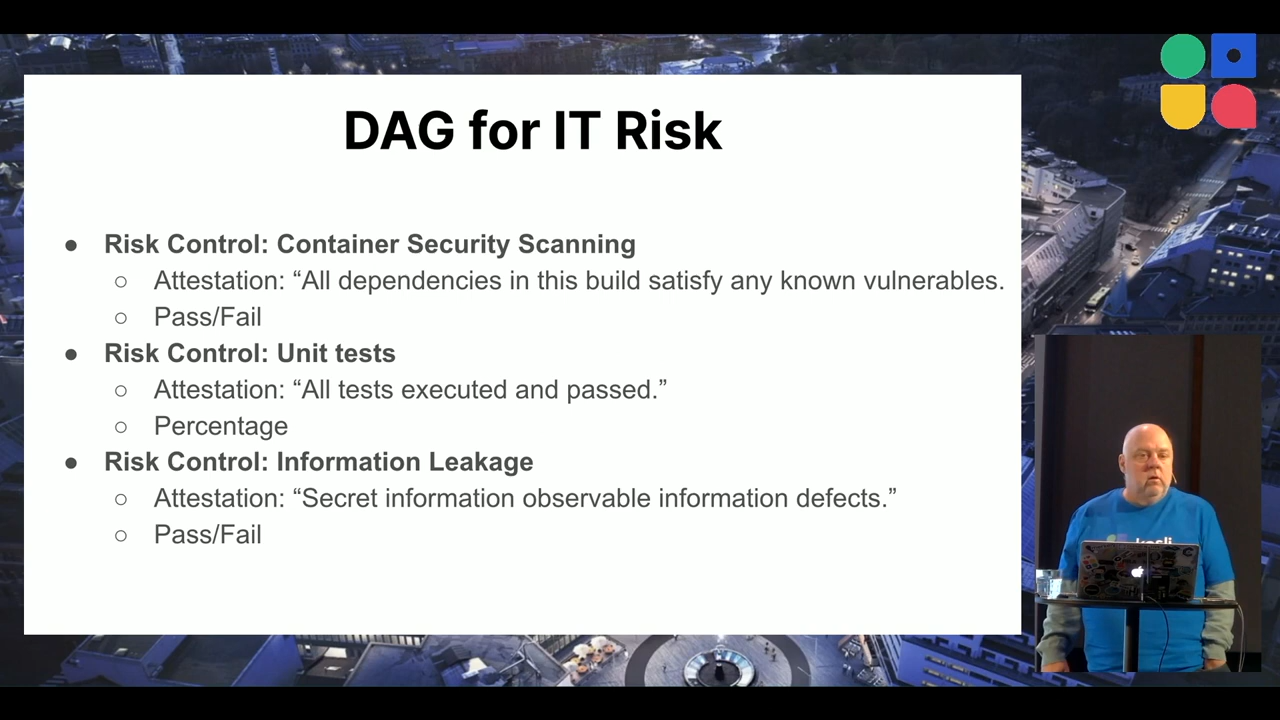 DAG for IT Risk
● Risk Control: Container Security Scanning
○ Attestation: “All dependencies in this build satisfy any known vulnerables.
○ Pass/Fail
● Risk Control: Unit tests
○ Attestation: “All tests executed and passed.”
○ Percentage
● Risk Control: Information Leakage
○ Attestation: “Secret information observable information defects.”
○ Pass/Fail
kosli